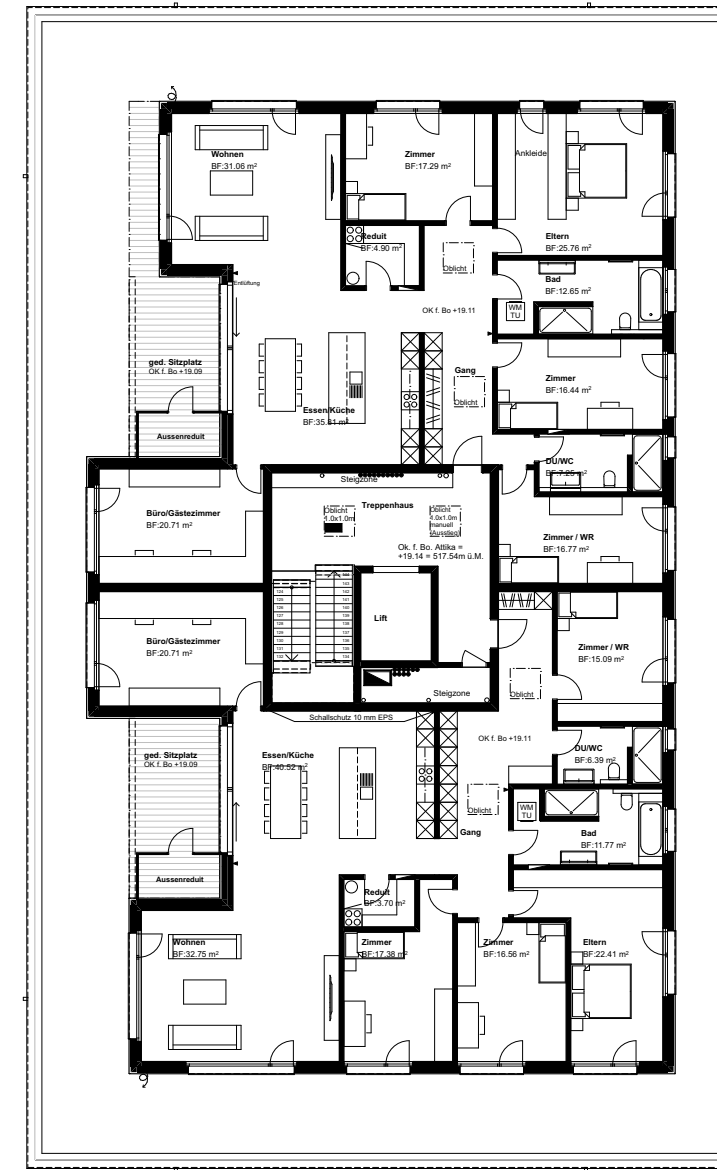 Wohnen
BF:31.06 m²
Zimmer
BF:17.29 m²
Ankleide
Eltern
BF:25.76 m²
Reduit
BF:4.90 m²
Oblicht
Bad
BF:12.65 m²
Entlüftung
OK f. Bo +19.11
WM
TU
ged. Sitzplatz
OK f. Bo +19.09
Gang
Oblicht
Zimmer
BF:16.44 m²
Essen/Küche
BF:35.81 m²
Aussenreduit
DU/WC
Steigzone
Treppenhaus
Büro/Gästezimmer
BF:20.71 m²
Oblicht
1.0x1.0m
Oblicht
1.0x1.0m
manuell
(Ausstieg)
Ok. f. Bo. Attika =
+19.14 = 517.54m ü.M.
Zimmer / WR
BF:16.77 m²
Lift
Büro/Gästezimmer
BF:20.71 m²
Zimmer / WR
BF:15.09 m²
Steigzone
Oblicht
Schallschutz 10 mm EPS
OK f. Bo +19.11
ged. Sitzplatz
OK f. Bo +19.09
Essen/Küche
BF:40.52 m²
DU/WC
BF:6.39 m²
Oblicht
WM
TU
Gang
Bad
BF:11.77 m²
Aussenreduit
Reduit
BF:3.70 m²
Wohnen
BF:32.75 m²
Zimmer
BF:17.38 m²
Zimmer
BF:16.56 m²
Eltern
BF:22.41 m²